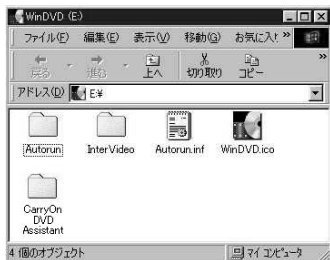 WinDVD (E:)
ファイル(F) 編集(E) 表示(V) 移動(G) お気に入り »
戻る 進む 上へ 切り取り コピー »
アドレス(D) E:¥
Autorun InterVideo Autorun.inf WinDVD.ico
CarryOn
DVD
Assistant
4 個のオブジェクト マイ コンピュータ